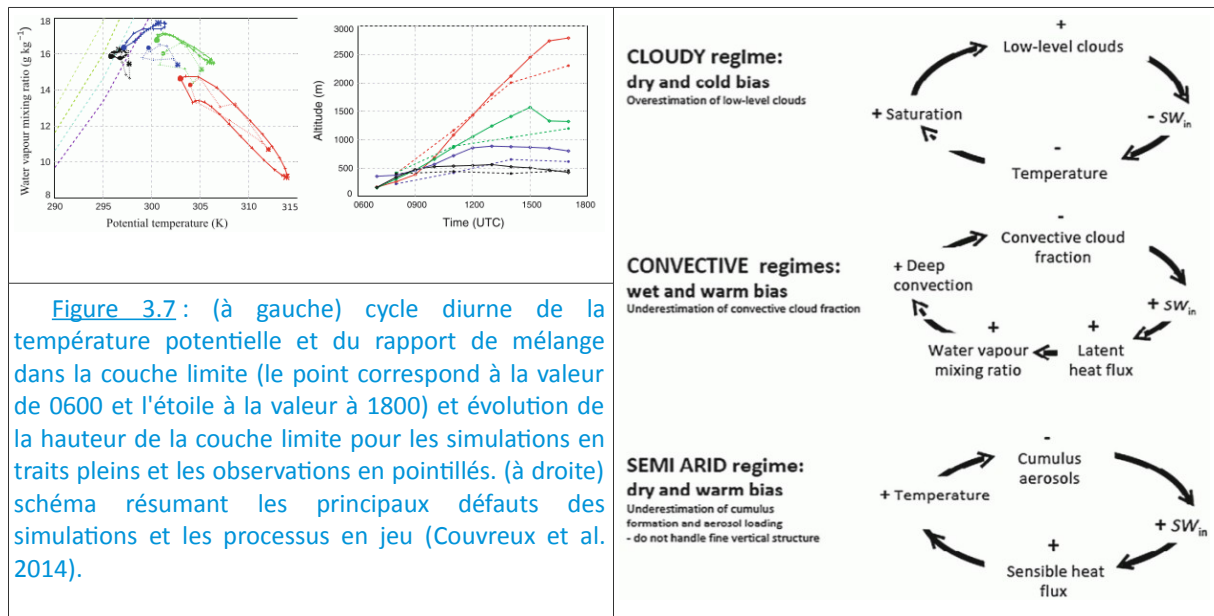 18
16
14
12
10
8
Water vapour mixing ratio (g kg⁻¹)
290
295
300
305
310
315
Potential temperature (K)
3000
2500
2000
1500
1000
500
0
Altitude (m)
0600
0900
1200
1500
1800
Time (UTC)
Figure 3.7 : (à gauche) cycle diurne de la
température potentielle et du rapport de mélange
dans la couche limite (le point correspond à la valeur
de 0600 et l'étoile à la valeur à 1800) et évolution de
la hauteur de la couche limite pour les simulations en
traits pleins et les observations en pointillés. (à droite)
schéma résumant les principaux défauts des
simulations et les processus en jeu (Couvreux et al.
2014).
CLOUDY regime:
dry and cold bias
Overestimation of low-level clouds
+
Low-level clouds
- SWin
-
Temperature
+ Saturation
CONVECTIVE regimes:
wet and warm bias
Underestimation of convective cloud fraction
-
Convective cloud
fraction
+ SWin
+
Latent
heat flux
+
Water vapour
mixing ratio
+ Deep
convection
SEMI ARID regime:
dry and warm bias
Underestimation of cumulus
formation and aerosol loading
- do not handle fine vertical structure
-
Cumulus
aerosols
+ SWin
+
Sensible heat
flux
+ Temperature